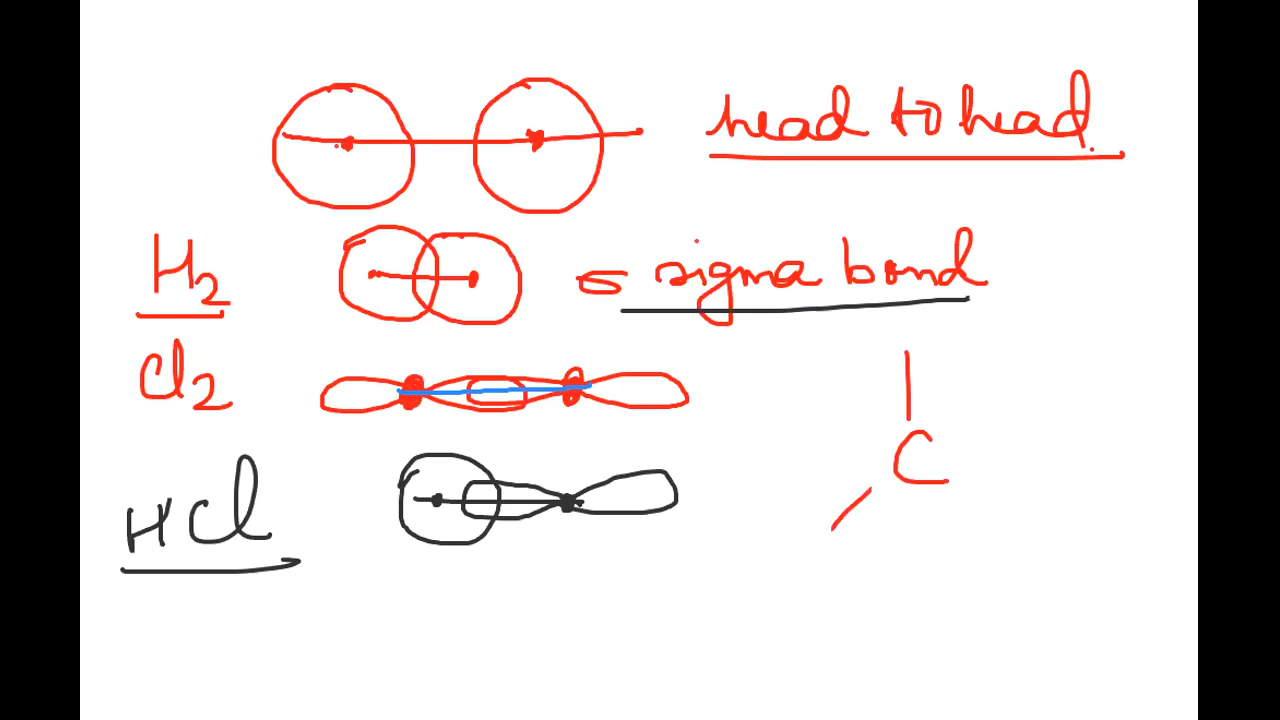 head to head
H2
σ sigma bond
Cl2
C
HCl